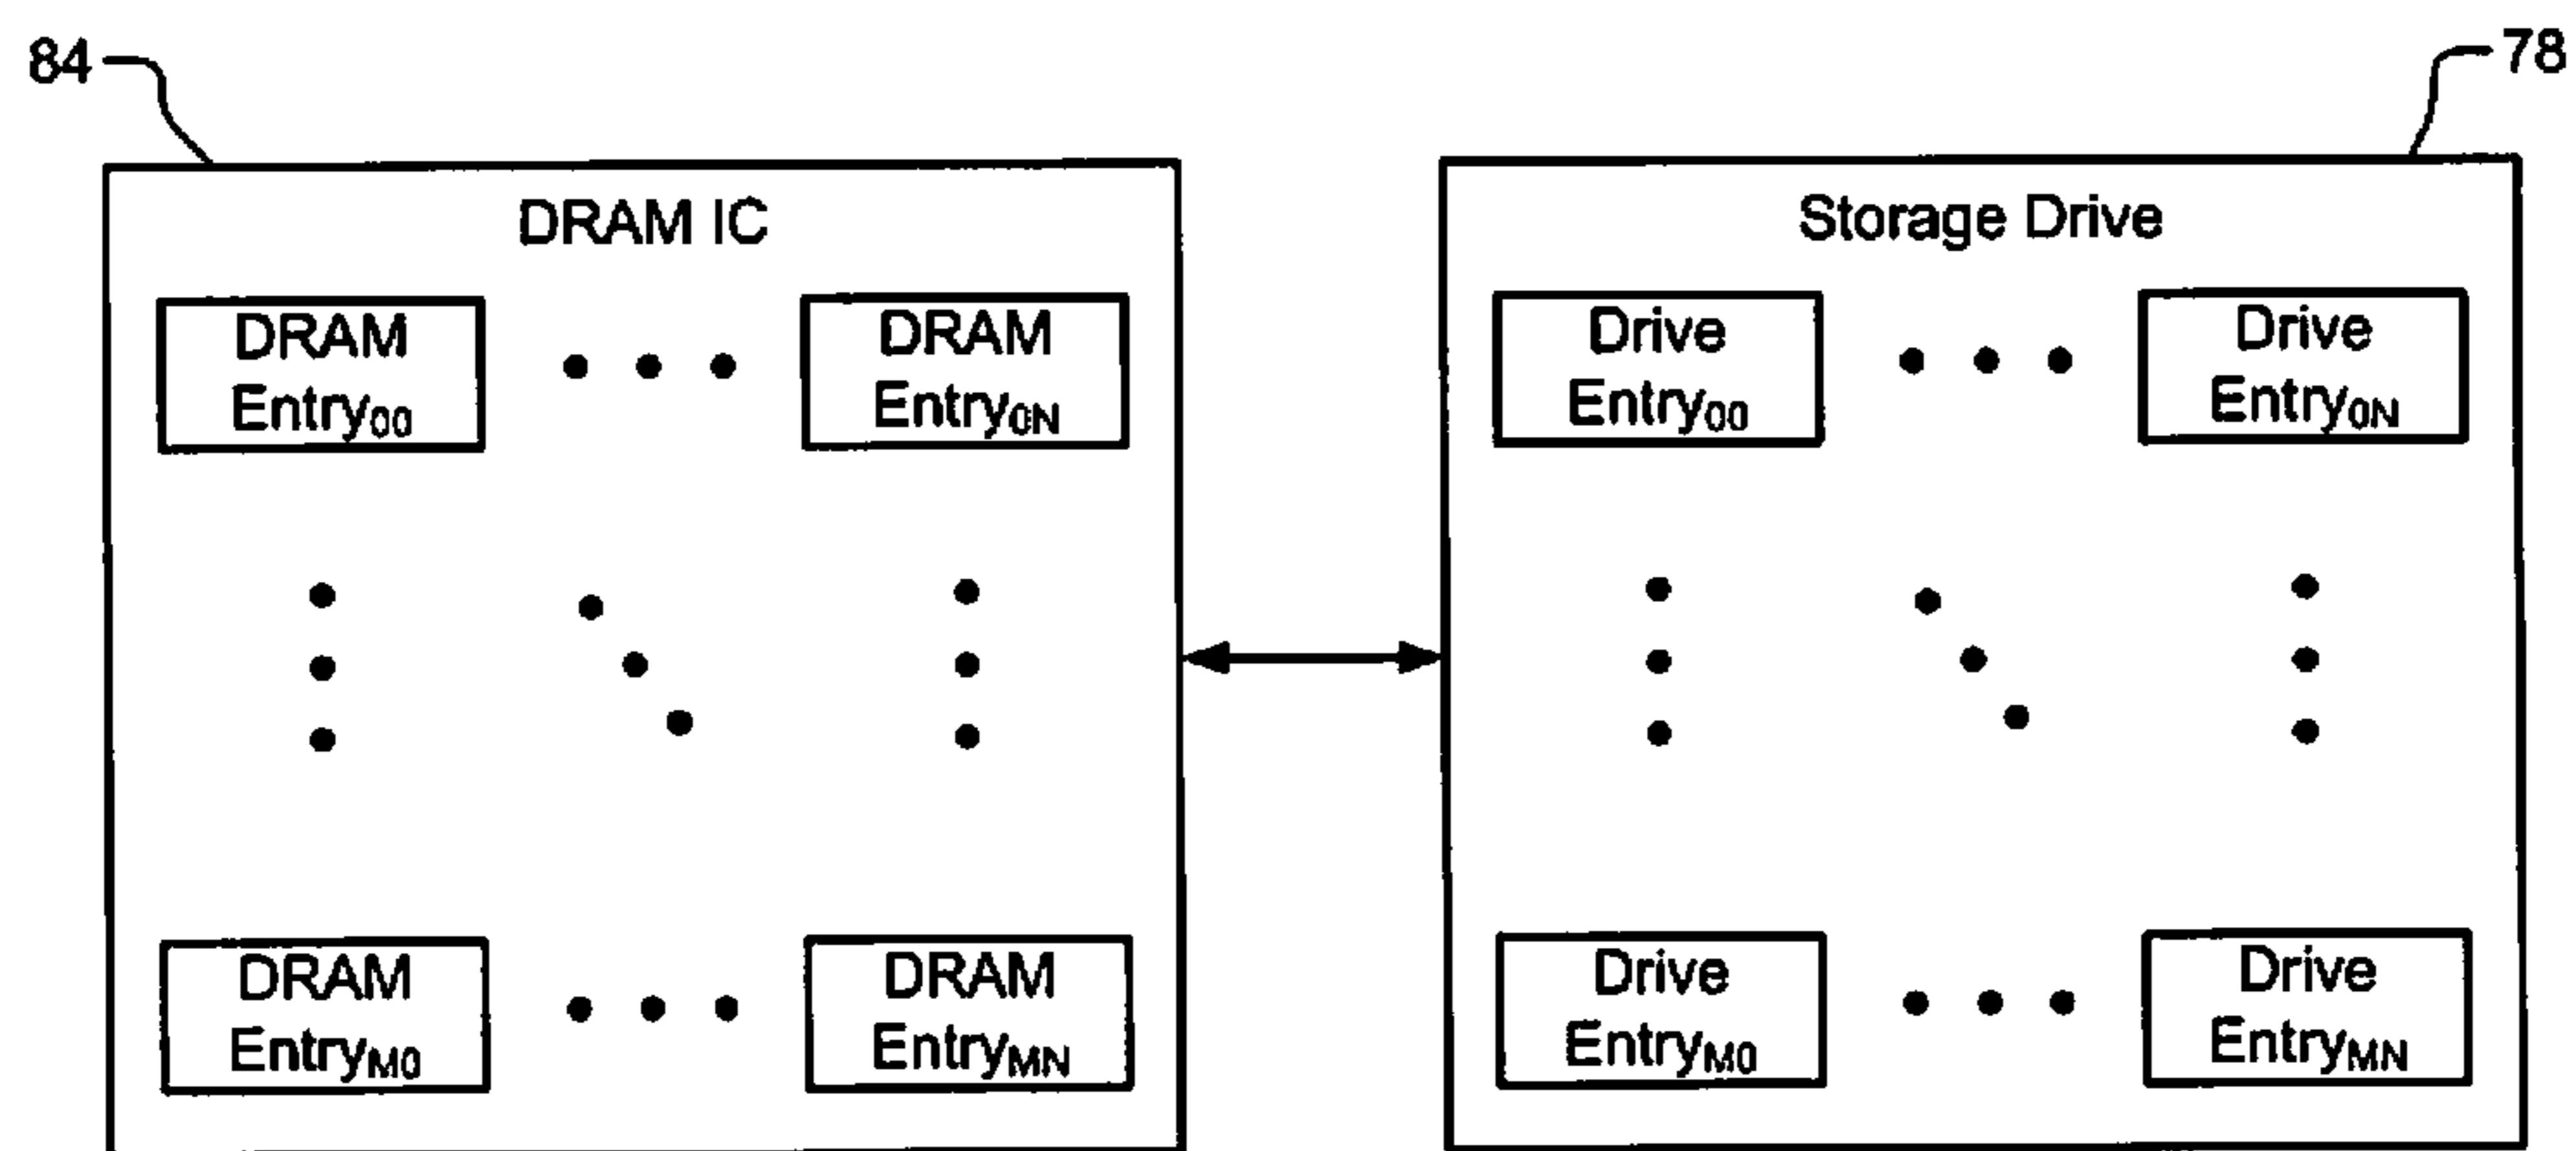 84
78
DRAM IC
DRAM
Entry00
DRAM
Entry0N
DRAM
EntryM0
DRAM
EntryMN
Storage Drive
Drive
Entry00
Drive
Entry0N
Drive
EntryM0
Drive
EntryMN